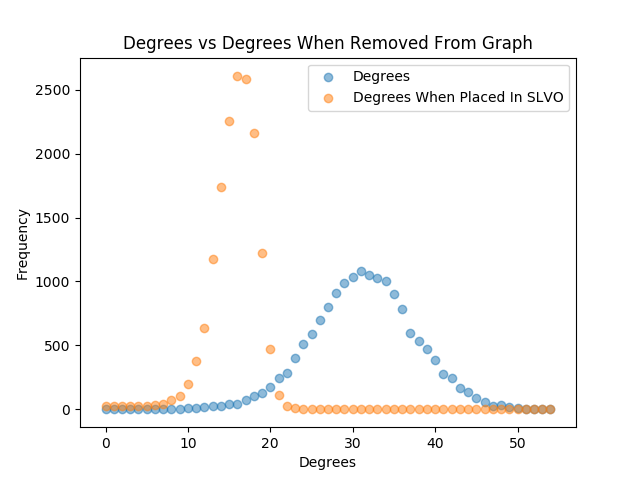 Degrees vs Degrees When Removed From Graph
Degrees
Degrees When Placed In SLVO
Frequency
2500
2000
1500
1000
500
0
0 10 20 30 40 50
Degrees